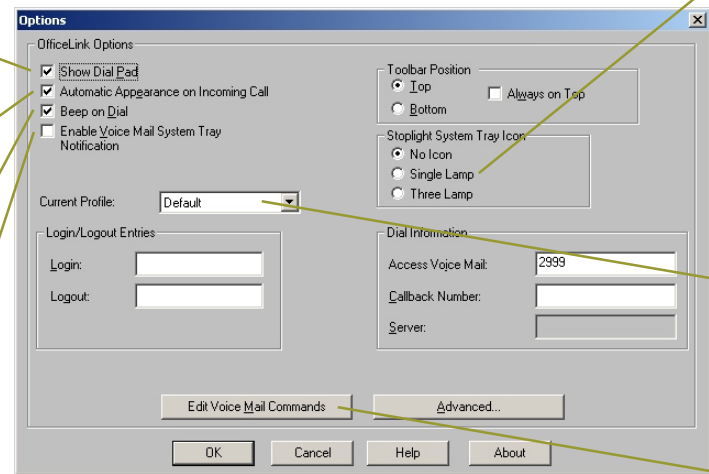 Options
OfficeLink Options
Show Dial Pad
Automatic Appearance on Incoming Call
Beep on Dial
Enable Voice Mail System Tray
Notification
Toolbar Position
Top
Always on Top
Bottom
Stoplight System Tray Icon
No Icon
Single Lamp
Three Lamp
Current Profile: Default
Login/Logout Entries
Login:
Logout:
Dial Information
Access Voice Mail: 2999
Callback Number:
Server:
Edit Voice Mail Commands
Advanced...
OK
Cancel
Help
About